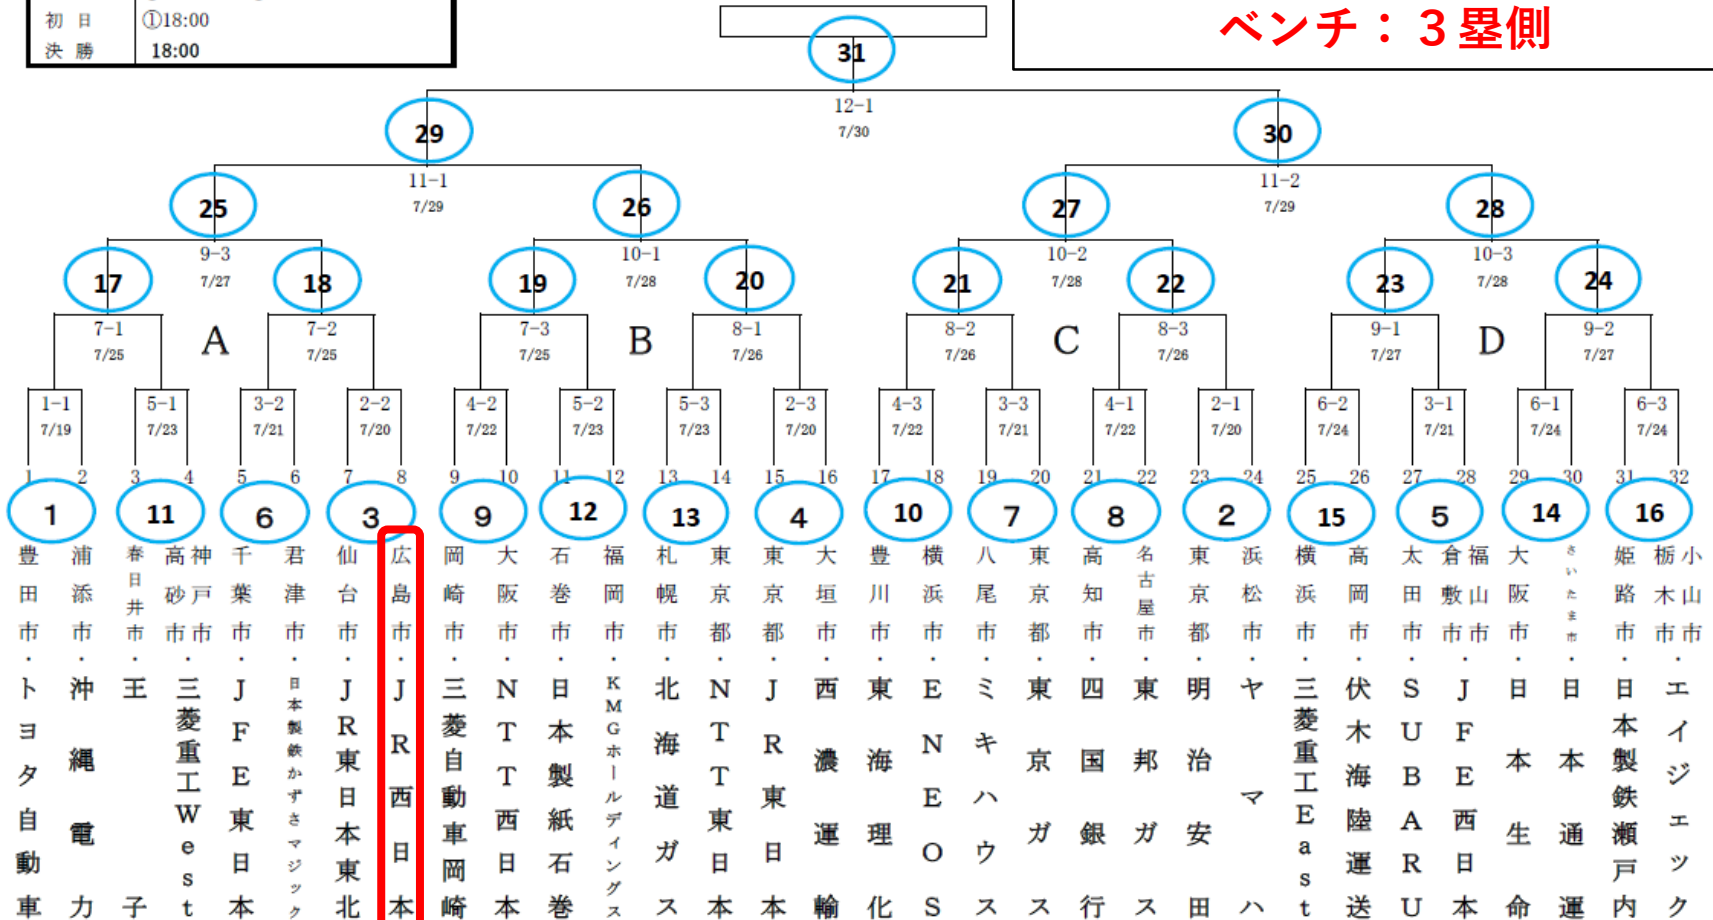 初日 ①18:00
決勝 18:00
ベンチ：３塁側
31
12-1
7/30
29 30
11-1 11-2
7/29 7/29
25 26 27 28
9-3 10-1 10-2 10-3
7/27 7/28 7/28 7/28
17 18 19 20 21 22 23 24
7-1 7-2 7-3 8-1 8-2 8-3 9-1 9-2
A B C D
7/25 7/25 7/25 7/26 7/26 7/26 7/27 7/27
1-1 5-1 3-2 2-2 4-2 5-2 5-3 2-3 4-3 3-3 4-1 2-1 6-2 3-1 6-1 6-3
7/19 7/23 7/21 7/20 7/22 7/23 7/23 7/20 7/22 7/21 7/22 7/20 7/24 7/21 7/24 7/24
1 2 3 4 5 6 7 8 9 10 11 12 13 14 15 16 17 18 19 20 21 22 23 24 25 26 27 28 29 30 31 32
1 11 6 3 9 12 13 4 10 7 8 2 15 5 14 16
豊田市・トヨタ自動車
浦添市・沖縄電力
春日井市・王子
神戸市
高砂市・三菱重工West
千葉市・JFE東日本
君津市・日本製鉄かずさマジック
仙台市・JR東日本東北
広島市・JR西日本
岡崎市・三菱自動車岡崎
大阪市・NTT西日本
石巻市・日本製紙石巻
福岡市・KMGホールディングス
札幌市・北海道ガス
東京都・NTT東日本
東京都・JR東日本
大垣市・西濃運輸
豊川市・東海理化
横浜市・ENEOS
八尾市・ミキハウス
東京都・東京ガス
高知市・四国銀行
名古屋市・東邦ガス
東京都・明治安田
浜松市・ヤマハ
横浜市・三菱重工East
高岡市・伏木海陸運送
太田市・SUBARU
福山市
倉敷市・JFE西日本
大阪市・日本生命
さいたま市・日本通運
姫路市・日本製鉄瀬戸内
小山市
栃木市・エイジェック